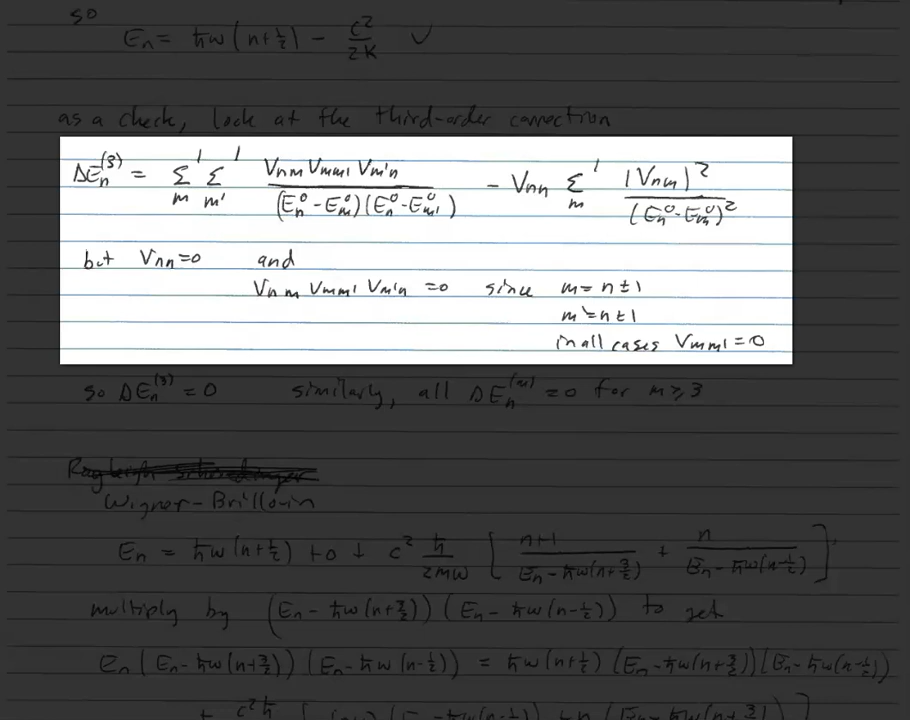 so
En = ħω(n+½) - C²/2K ✓
as a check, look at the third-order correction
ΔEn⁽³⁾ = Σ'm Σ'm' Vnm Vmm' Vm'n / (En⁰ - Em⁰)(En⁰ - Em'⁰) - Vnn Σ'm |Vnm|² / (En⁰ - Em⁰)²
but Vnn = 0 and
Vnm Vmm' Vm'n = 0 since m = n ± 1
m' = n ± 1
in all cases Vmm' = 0
so ΔEn⁽³⁾ = 0 similarly, all ΔEn⁽ᵐ⁾ = 0 for m ≥ 3
Wigner-Brillouin
En = ħω(n+½) + 0 + c² ħ/2mω [ n+1 / En - ħω(n+3/2) + n / En - ħω(n-½) ]
multiply by (En - ħω(n+3/2)) (En - ħω(n-½)) to get
En (En - ħω(n+3/2)) (En - ħω(n-½)) = ħω(n+½) (En - ħω(n+3/2)) (En - ħω(n-½))